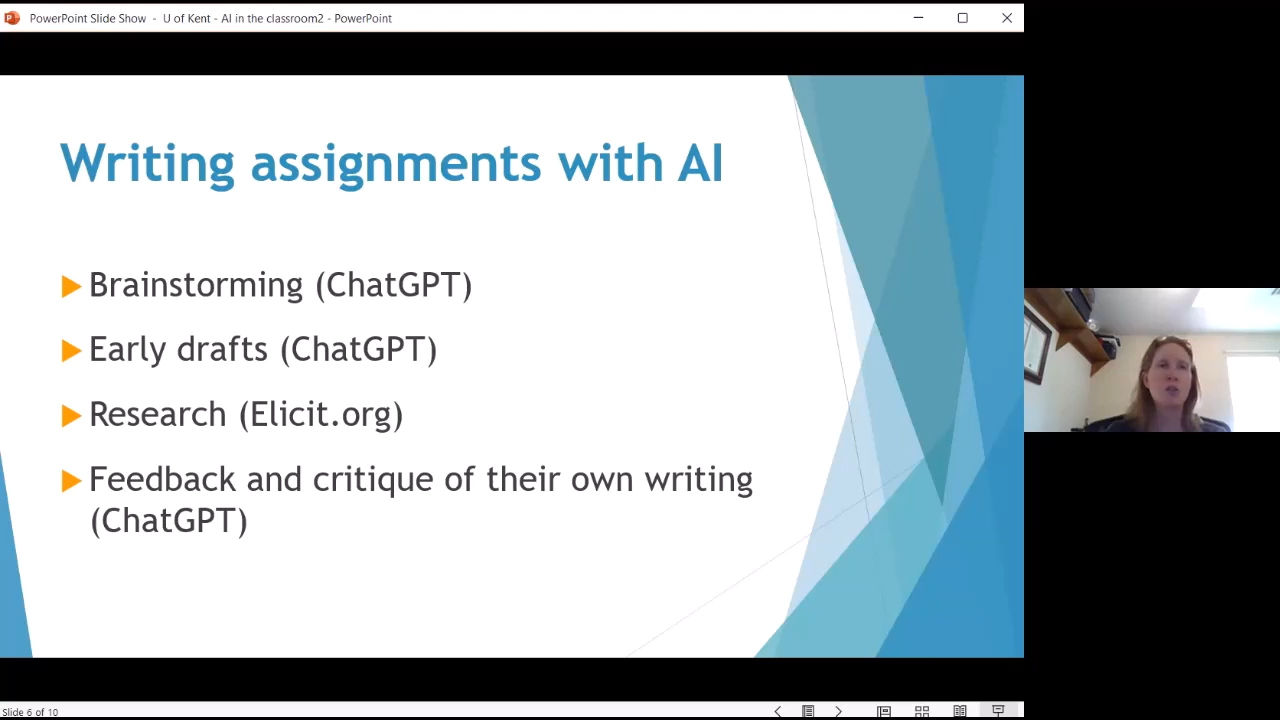 PowerPoint Slide Show - U of Kent - AI in the classroom2 - PowerPoint
Writing assignments with AI
Brainstorming (ChatGPT)
Early drafts (ChatGPT)
Research (Elicit.org)
Feedback and critique of their own writing
(ChatGPT)
Slide 6 of 10